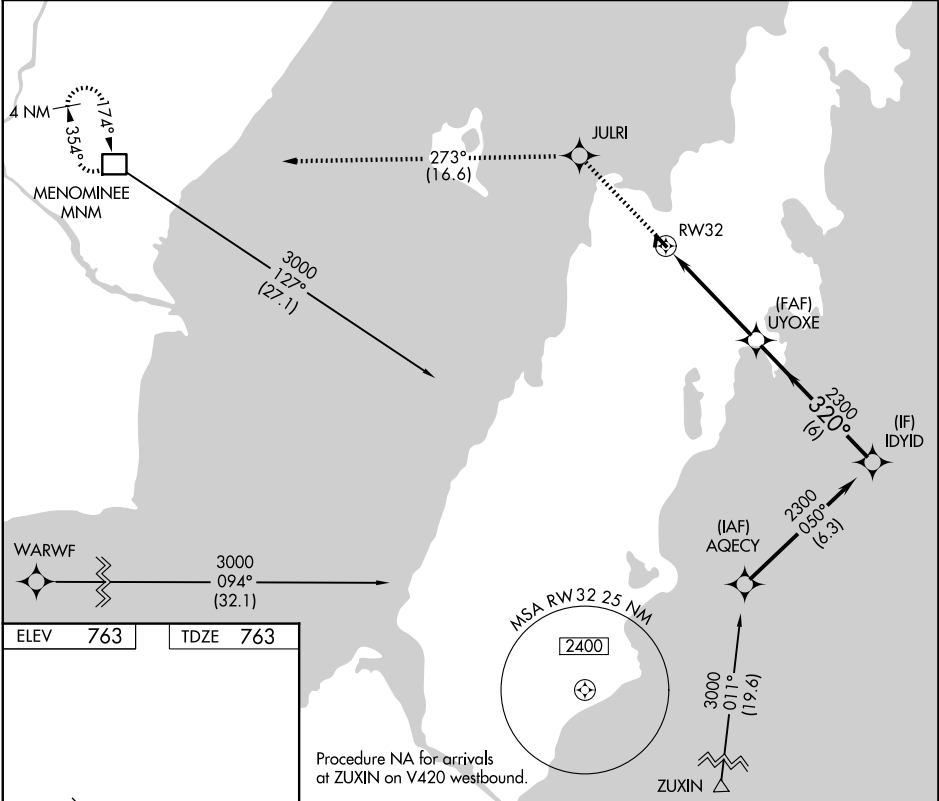 4 NM
174°
354°
MENOMINEE
MNM
JULRI
273°
(16.6)
RW32
3000
127°
(27.1)
(FAF)
UYOXE
2300
320°
(6)
(IF)
IDYID
2300
050°
(6.3)
(IAF)
AQECY
WARWF
3000
094°
(32.1)
MSA RW32 25 NM
2400
ELEV 763
TDZE 763
3000
011°
(19.6)
Procedure NA for arrivals
at ZUXIN on V420 westbound.
ZUXIN